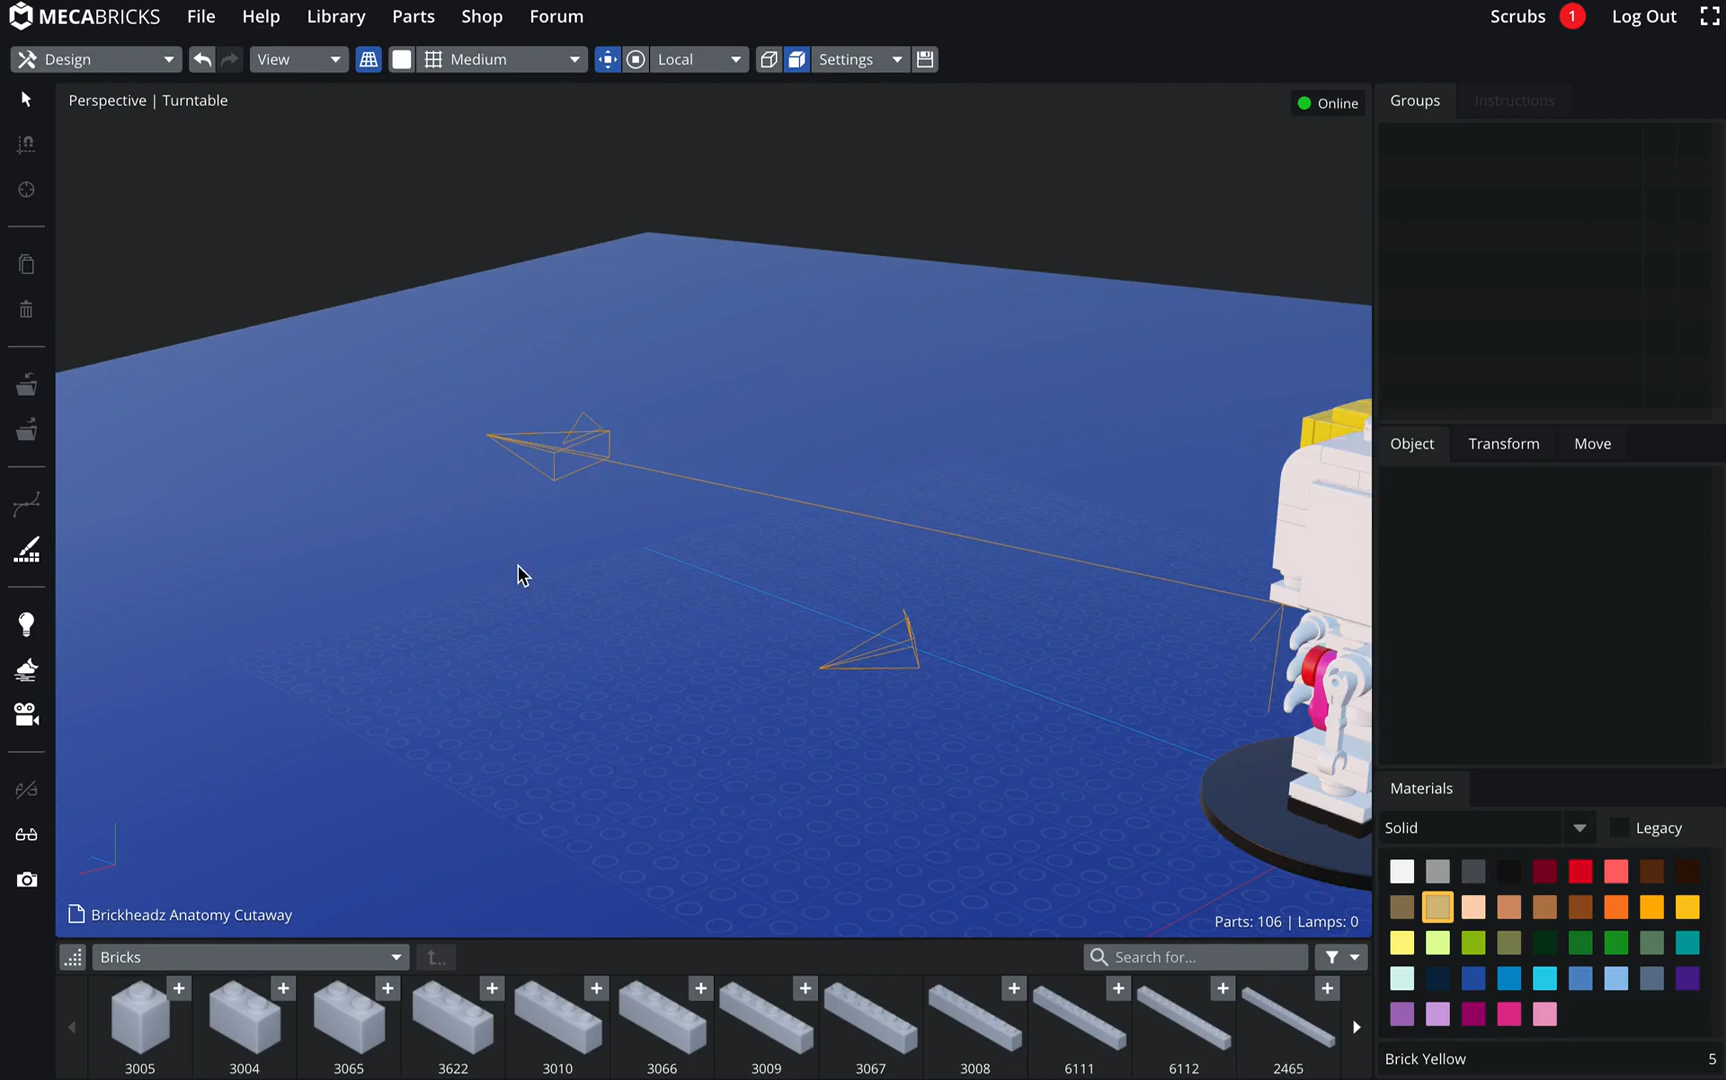 MECABRICKS File Help Library Parts Shop Forum Scrubs 1 Log Out
Design View Medium Local Settings
Perspective | Turntable
Online
Groups Instructions
Object Transform Move
Materials
Solid Legacy
Brickheadz Anatomy Cutaway
Parts: 106 | Lamps: 0
Bricks t.. Search for...
3005 3004 3065 3622 3010 3066 3009 3067 3008 6111 6112 2465
Brick Yellow 5